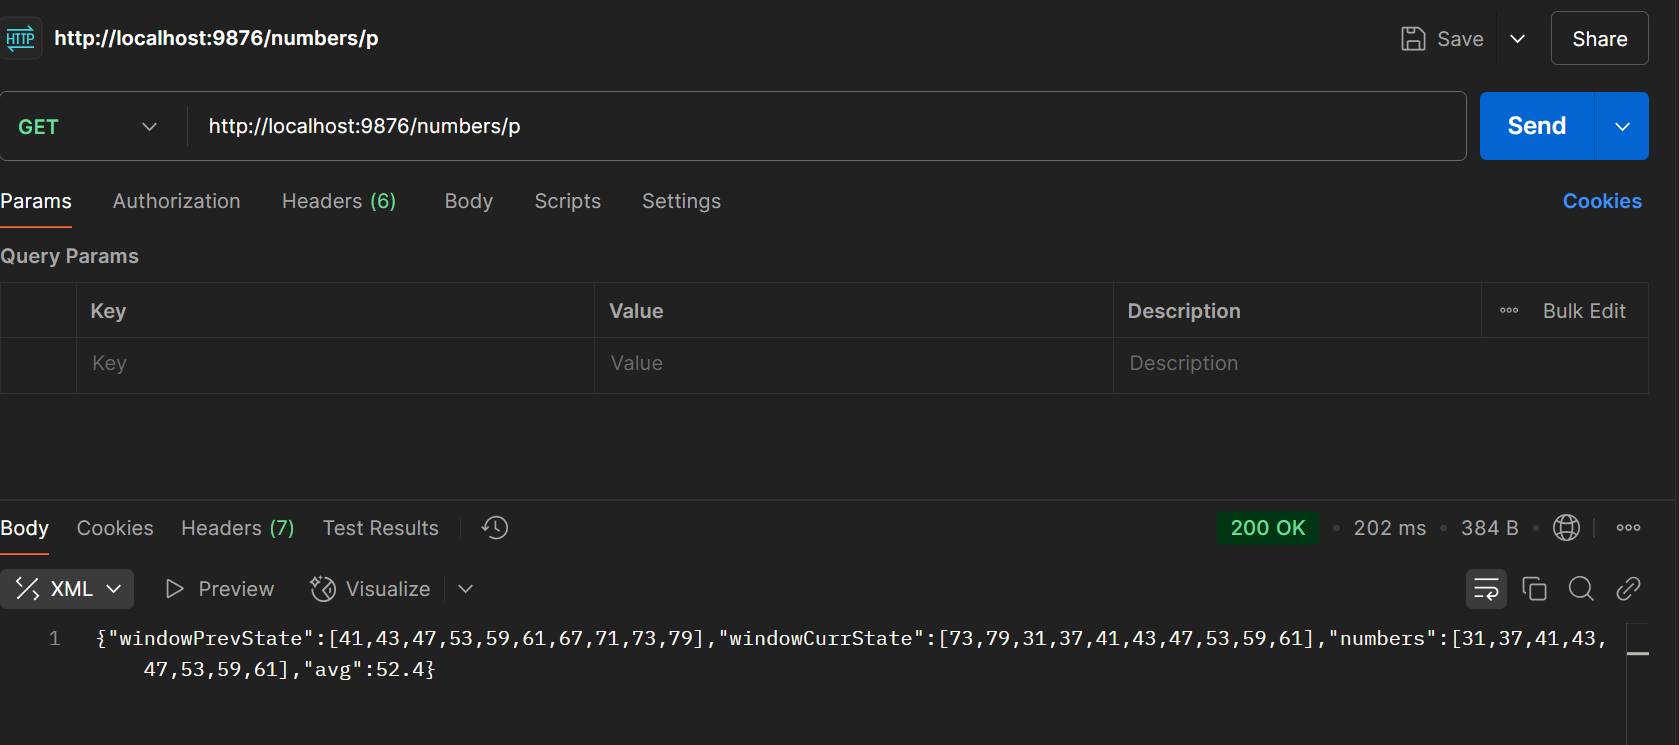 HTTP http://localhost:9876/numbers/p Save Share
GET http://localhost:9876/numbers/p Send
Params Authorization Headers (6) Body Scripts Settings Cookies
Query Params
Key Value Description Bulk Edit
Key Value Description
Body Cookies Headers (7) Test Results 200 OK • 202 ms • 384 B •
XML Preview Visualize
1 {"windowPrevState":[41,43,47,53,59,61,67,71,73,79],"windowCurrState":[73,79,31,37,41,43,47,53,59,61],"numbers":[31,37,41,43,
47,53,59,61],"avg":52.4}